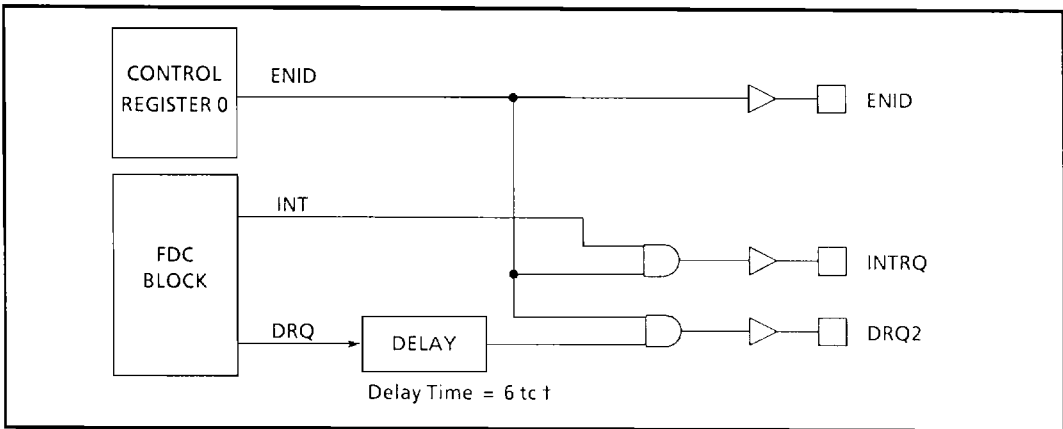 CONTROL
REGISTER 0
ENID
ENID
FDC
BLOCK
INT
INTRQ
DRQ
DELAY
DRQ2
Delay Time = 6 tc †